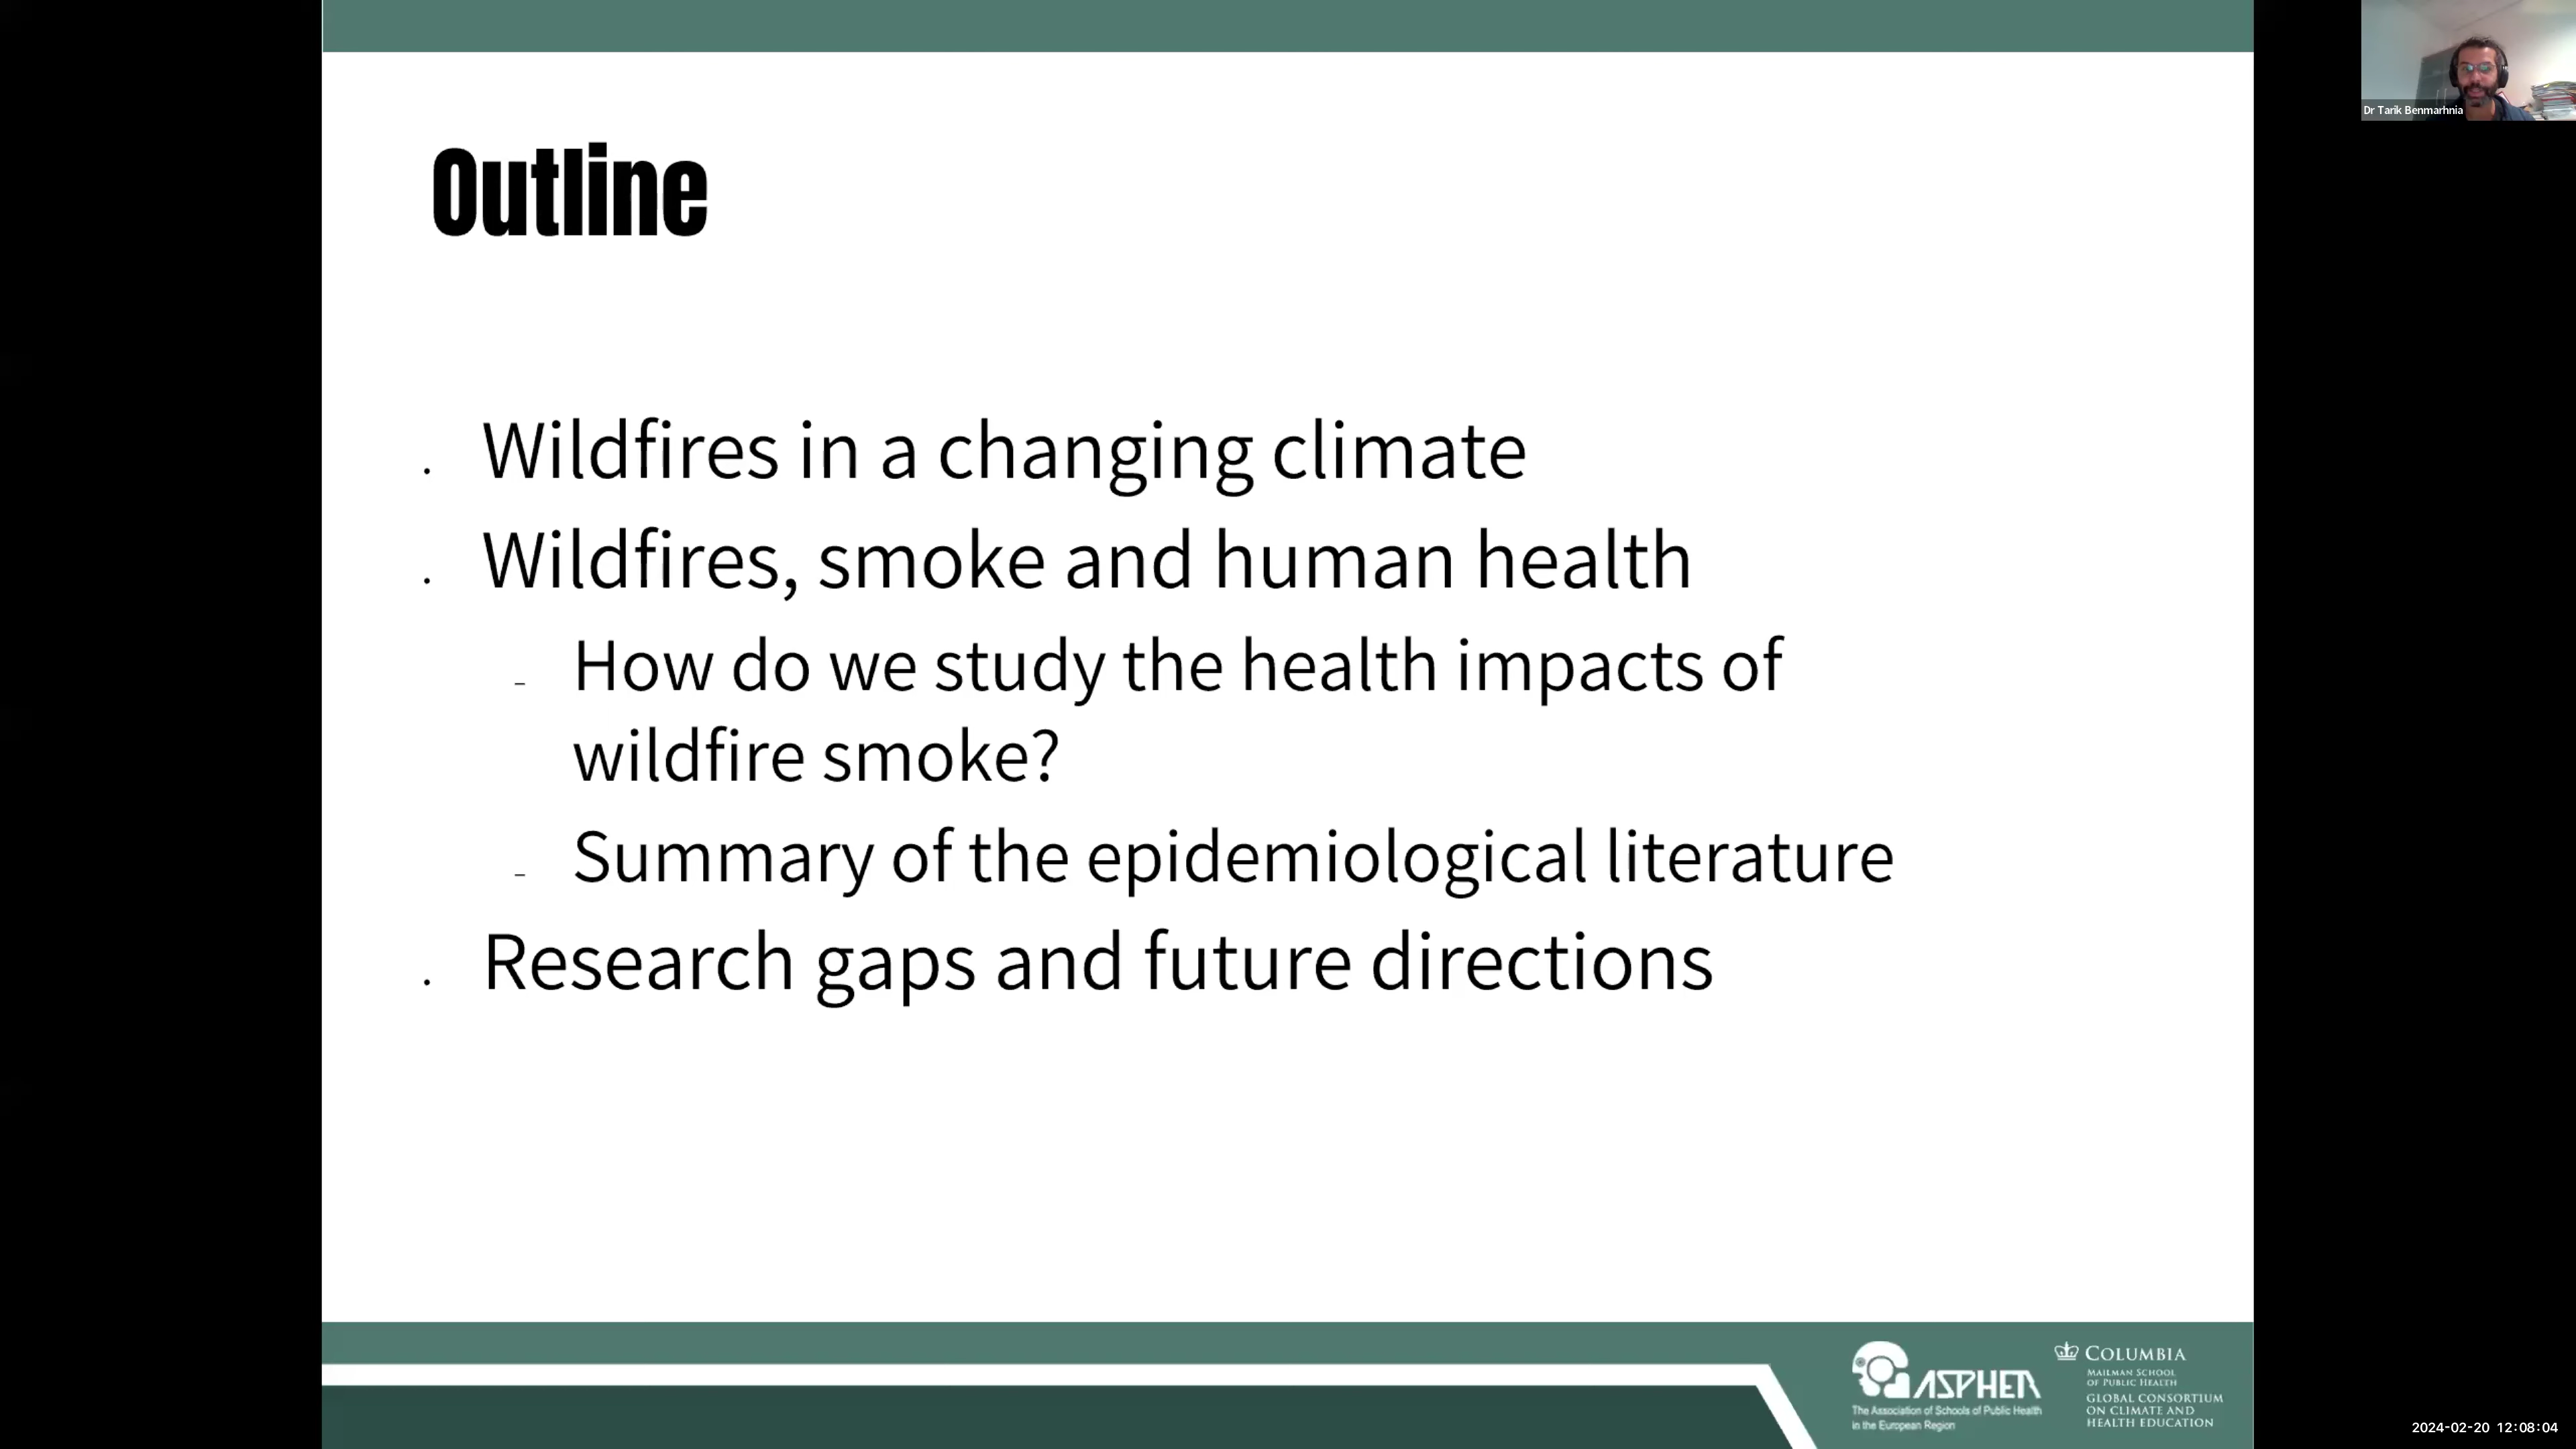 Dr Tarik Benmarhnia
Outline
. Wildfires in a changing climate
. Wildfires, smoke and human health
– How do we study the health impacts of
wildfire smoke?
– Summary of the epidemiological literature
. Research gaps and future directions
ASPHER
The Association of Schools of Public Health
in the European Region
COLUMBIA
MAILMAN SCHOOL
OF PUBLIC HEALTH
GLOBAL CONSORTIUM
ON CLIMATE AND
HEALTH EDUCATION
2024-02-20 12:08:04